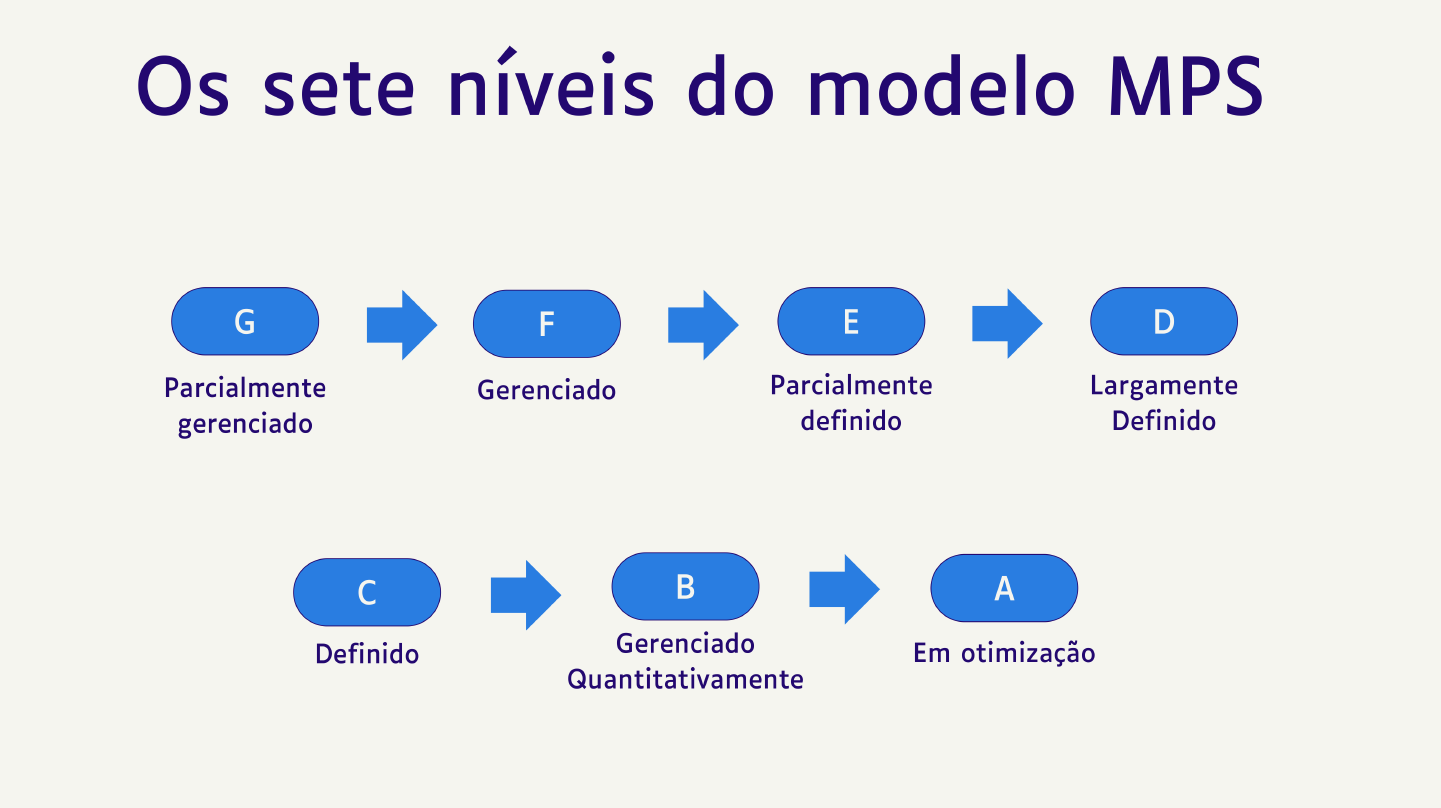 Os sete níveis do modelo MPS
G
F
E
D
Parcialmente
gerenciado
Gerenciado
Parcialmente
definido
Largamente
Definido
C
B
A
Definido
Gerenciado
Quantitativamente
Em otimização